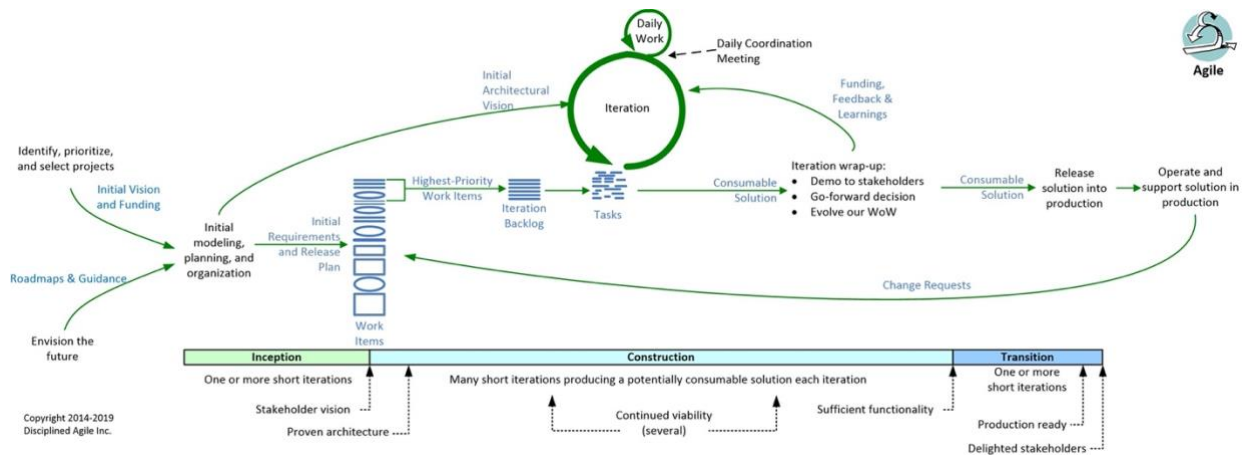 Daily
Work
Daily Coordination
Meeting
Agile
Initial
Architectural
Vision
Iteration
Funding,
Feedback &
Learnings
Identify, prioritize,
and select projects
Initial Vision
and Funding
Roadmaps & Guidance
Envision the
future
Initial
modeling,
planning, and
organization
Initial
Requirements
and Release
Plan
Work
Items
Highest-Priority
Work Items
Iteration
Backlog
Tasks
Consumable
Solution
Iteration wrap-up:
• Demo to stakeholders
• Go-forward decision
• Evolve our WoW
Consumable
Solution
Release
solution into
production
Operate and
support solution in
production
Change Requests
Inception
Construction
Transition
One or more short iterations
Many short iterations producing a potentially consumable solution each iteration
One or more
short iterations
Stakeholder vision
Proven architecture
Continued viability
(several)
Sufficient functionality
Production ready
Delighted stakeholders
Copyright 2014-2019
Disciplined Agile Inc.